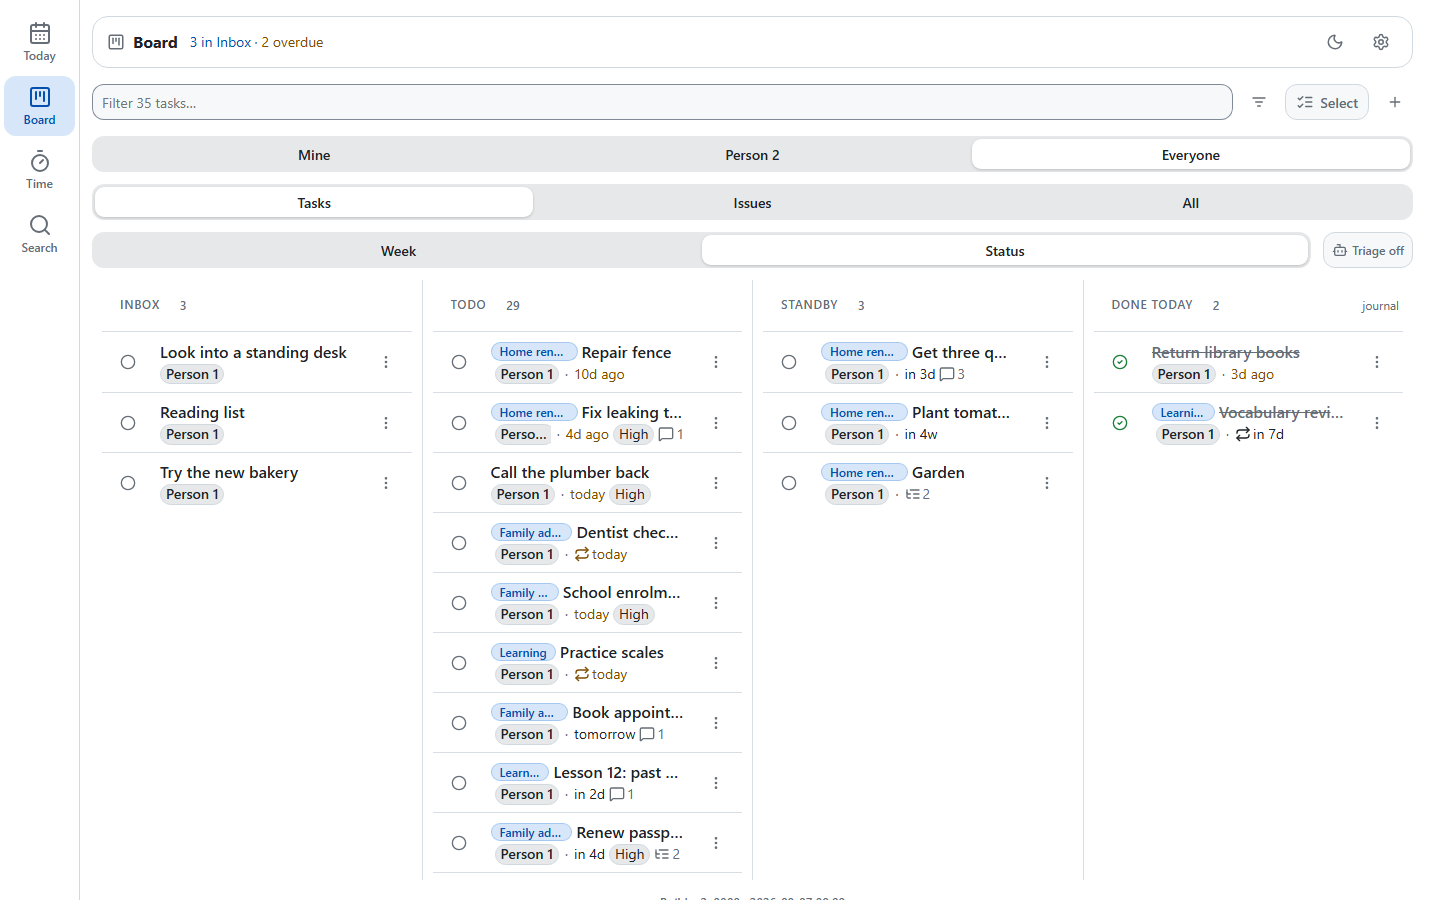 Today
Board
Time
Search
Board 3 in Inbox · 2 overdue
Filter 35 tasks...
Select
Mine Person 2 Everyone
Tasks Issues All
Week Status
Triage off
INBOX 3
Look into a standing desk
Person 1
Reading list
Person 1
Try the new bakery
Person 1
TODO 29
Home ren... Repair fence
Person 1 · 10d ago
Home ren... Fix leaking t...
Perso... · 4d ago High 1
Call the plumber back
Person 1 · today High
Family ad... Dentist chec...
Person 1 · today
Family ... School enrolm...
Person 1 · today High
Learning Practice scales
Person 1 · today
Family a... Book appoint...
Person 1 · tomorrow 1
Learn... Lesson 12: past ...
Person 1 · in 2d 1
Family ad... Renew passp...
Person 1 · in 4d High 2
STANDBY 3
Home ren... Get three q...
Person 1 · in 3d 3
Home ren... Plant tomat...
Person 1 · in 4w
Home ren... Garden
Person 1 · 2
DONE TODAY 2 journal
Return library books
Person 1 · 3d ago
Learni... Vocabulary revi...
Person 1 · in 7d